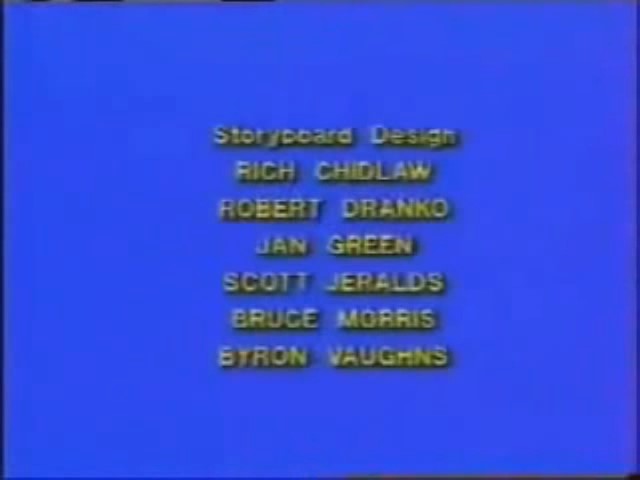 Storyboard Design
RICH CHIDLAW
ROBERT DRANKO
JAN GREEN
SCOTT JERALDS
BRUCE MORRIS
BYRON VAUGHNS